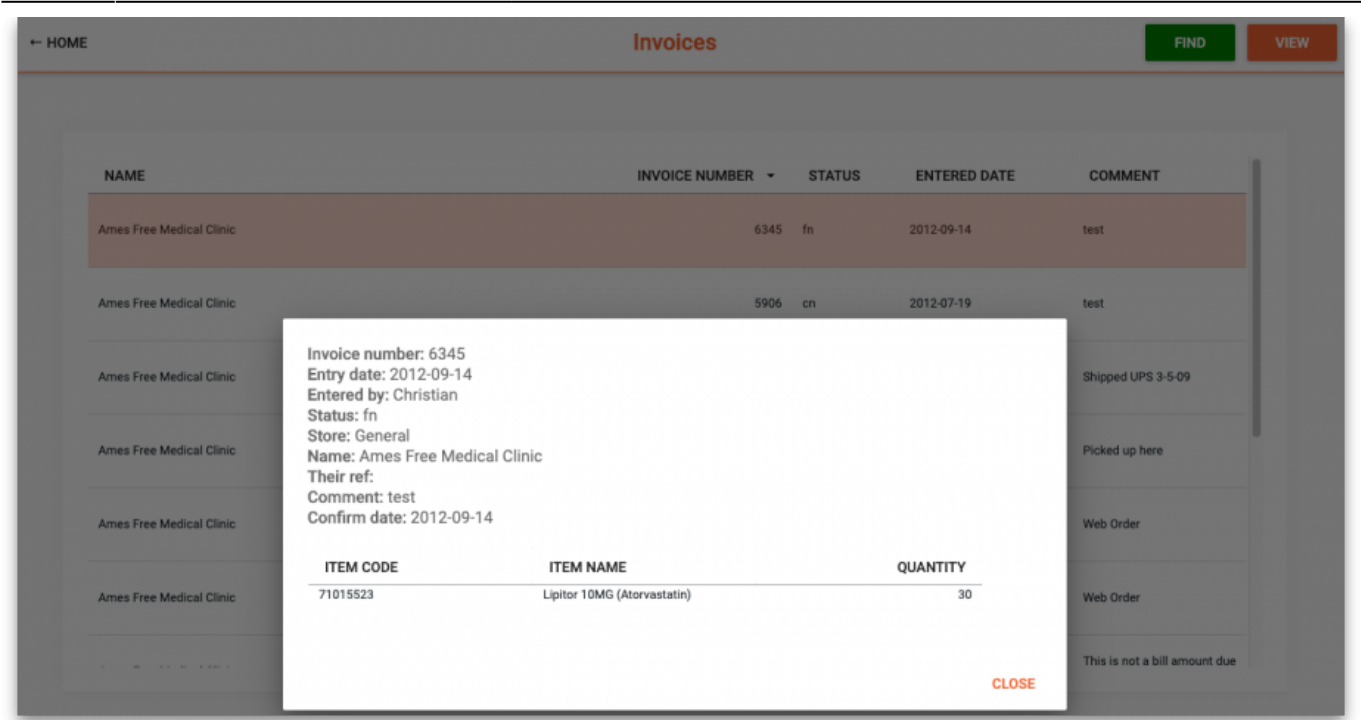 ← HOME
Invoices
FIND
VIEW
NAME INVOICE NUMBER STATUS ENTERED DATE COMMENT
Ames Free Medical Clinic 6345 fn 2012-09-14 test
Ames Free Medical Clinic 5906 cn 2012-07-19 test
Ames Free Medical Clinic Shipped UPS 3-5-09
Ames Free Medical Clinic Picked up here
Ames Free Medical Clinic Web Order
Ames Free Medical Clinic Web Order
This is not a bill amount due
Invoice number: 6345
Entry date: 2012-09-14
Entered by: Christian
Status: fn
Store: General
Name: Ames Free Medical Clinic
Their ref:
Comment: test
Confirm date: 2012-09-14
ITEM CODE ITEM NAME QUANTITY
71015523 Lipitor 10MG (Atorvastatin) 30
CLOSE